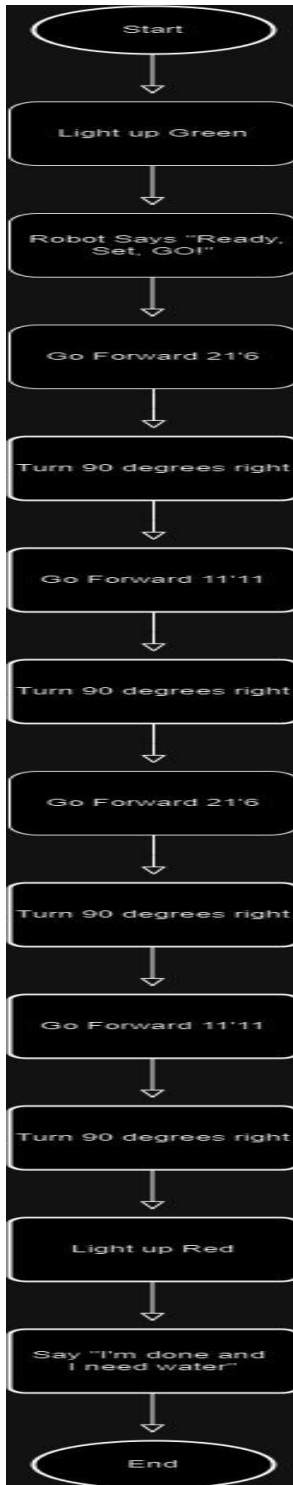 Start
Light up Green
Robot Says "Ready,
Set, GO!"
Go Forward 21'6
Turn 90 degrees right
Go Forward 11'11
Turn 90 degrees right
Go Forward 21'6
Turn 90 degrees right
Go Forward 11'11
Turn 90 degrees right
Light up Red
Say "I'm done and
I need water"
End